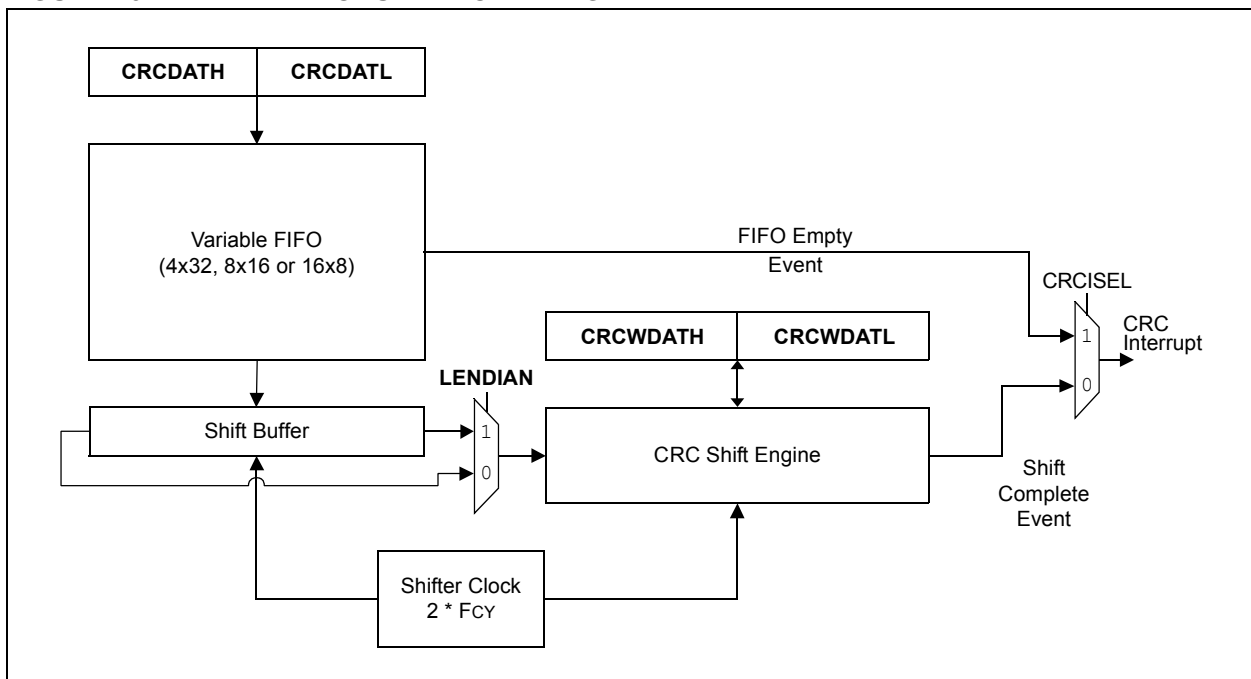 CRCDATH CRCDATL
Variable FIFO
(4x32, 8x16 or 16x8)
FIFO Empty
Event
CRCISEL
1
0
CRC
Interrupt
CRCWDATH CRCWDATL
LENDIAN
Shift Buffer
1
0
CRC Shift Engine
Shift
Complete
Event
Shifter Clock
2 * FCY